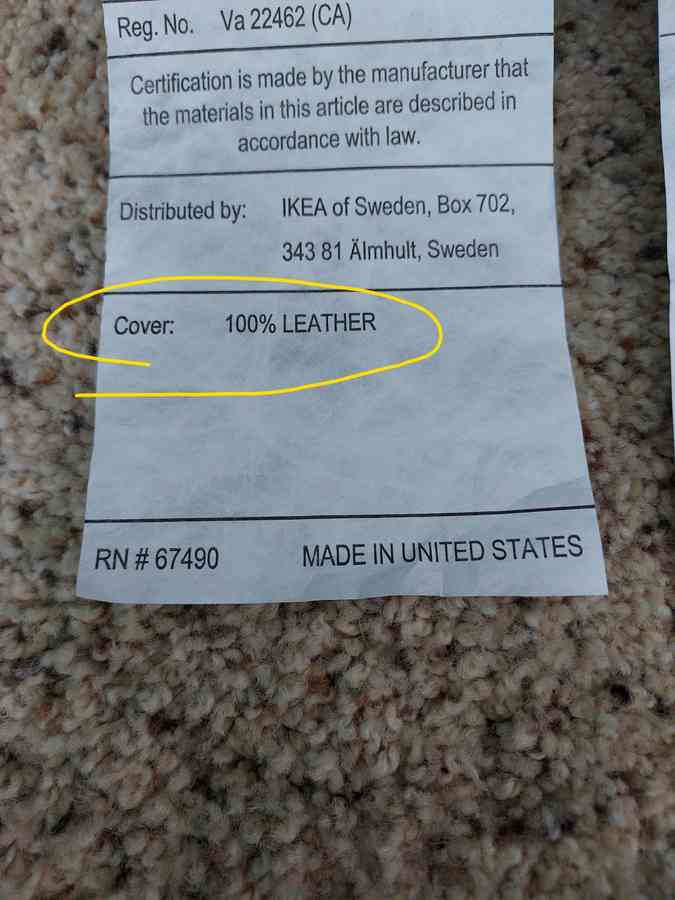 Reg. No. Va 22462 (CA)
Certification is made by the manufacturer that
the materials in this article are described in
accordance with law.
Distributed by: IKEA of Sweden, Box 702,
343 81 Älmhult, Sweden
Cover: 100% LEATHER
RN # 67490 MADE IN UNITED STATES